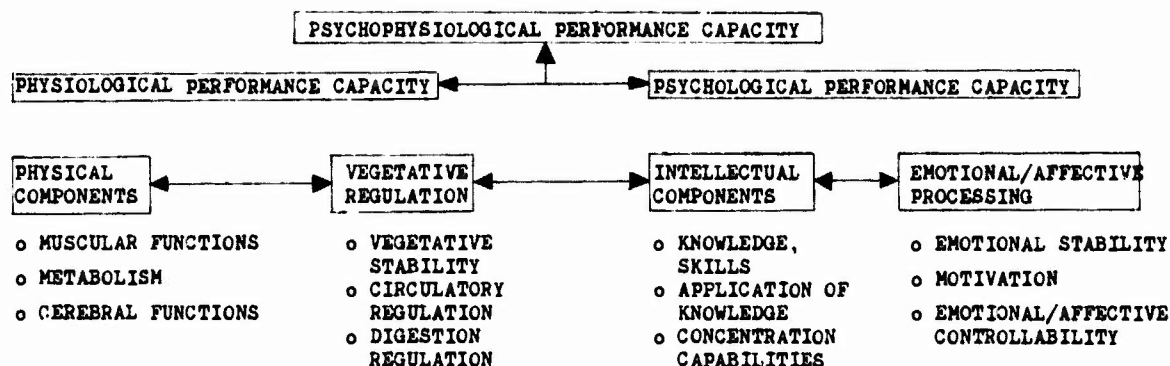 PSYCHOPHYSIOLOGICAL PERFORMANCE CAPACITY
PHYSIOLOGICAL PERFORMANCE CAPACITY
PSYCHOLOGICAL PERFORMANCE CAPACITY
PHYSICAL
COMPONENTS
o MUSCULAR FUNCTIONS
o METABOLISM
o CEREBRAL FUNCTIONS
VEGETATIVE
REGULATION
o VEGETATIVE
STABILITY
o CIRCULATORY
REGULATION
o DIGESTION
REGULATION
INTELLECTUAL
COMPONENTS
o KNOWLEDGE,
SKILLS
o APPLICATION OF
KNOWLEDGE
o CONCENTRATION
CAPABILITIES
EMOTIONAL/AFFECTIVE
PROCESSING
o EMOTIONAL STABILITY
o MOTIVATION
o EMOTIONAL/AFFECTIVE
CONTROLLABILITY